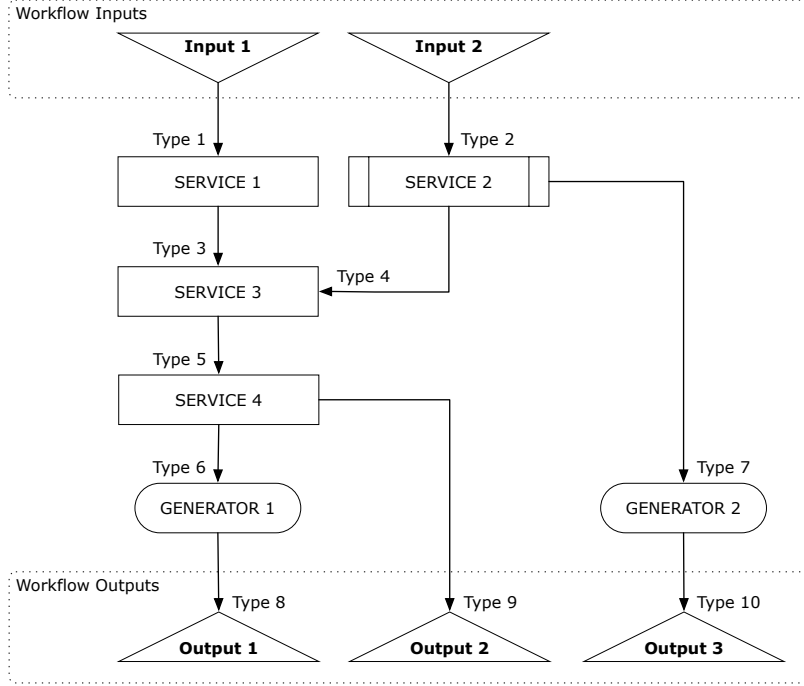 Workflow Inputs
Input 1
Input 2
Type 1
Type 2
SERVICE 1
SERVICE 2
Type 3
Type 4
SERVICE 3
Type 5
SERVICE 4
Type 6
Type 7
GENERATOR 1
GENERATOR 2
Workflow Outputs
Type 8
Type 9
Type 10
Output 1
Output 2
Output 3